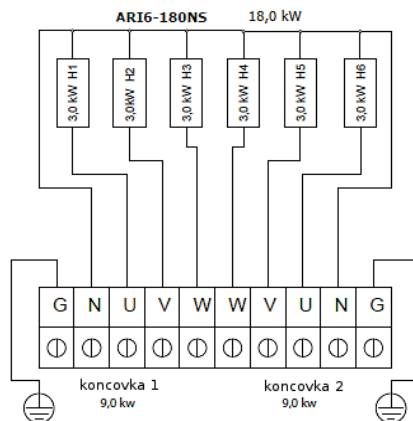 ARI6-180NS 18,0 kW
3,0 kW H1
3,0kW H2
3,0 kW H3
3,0 kW H4
3,0 kW H5
3,0 kW H6
G N U V W W V U N G
koncovka 1 koncovka 2
9,0 kw 9,0 kw